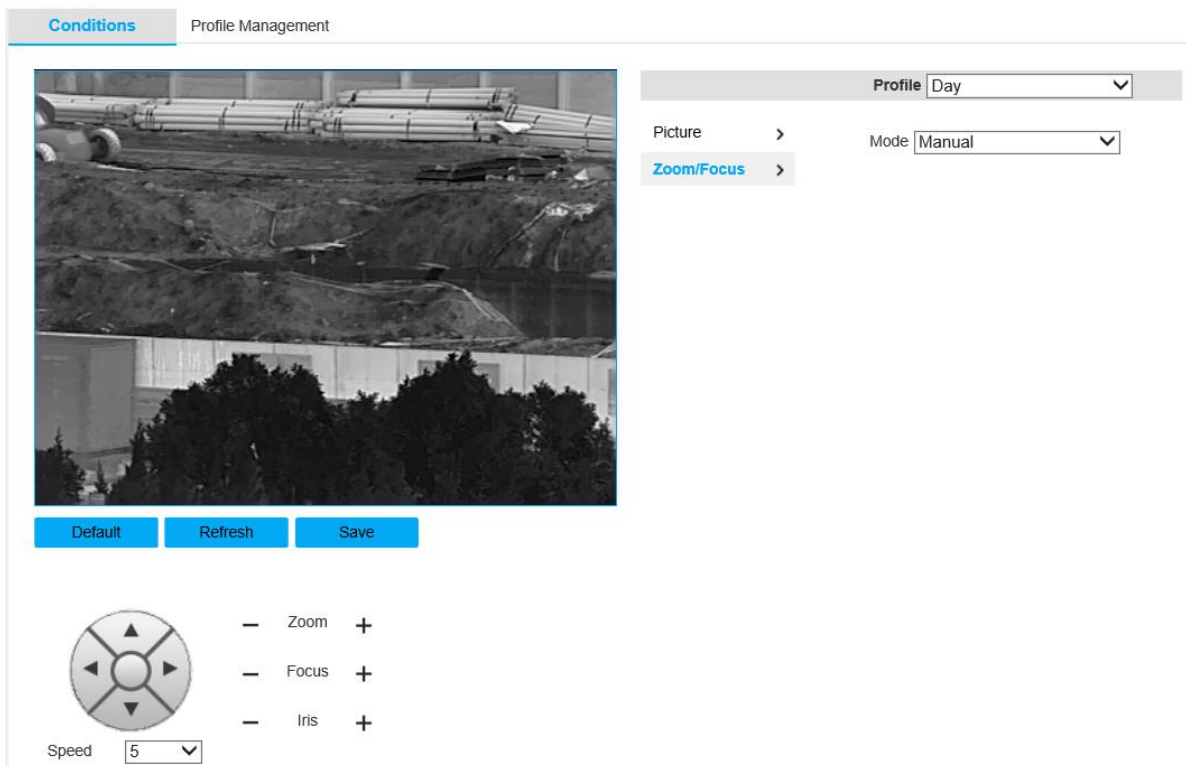 Conditions Profile Management
Profile Day
Picture
Mode Manual
Zoom/Focus
Default Refresh Save
Zoom
Focus
Iris
Speed 5